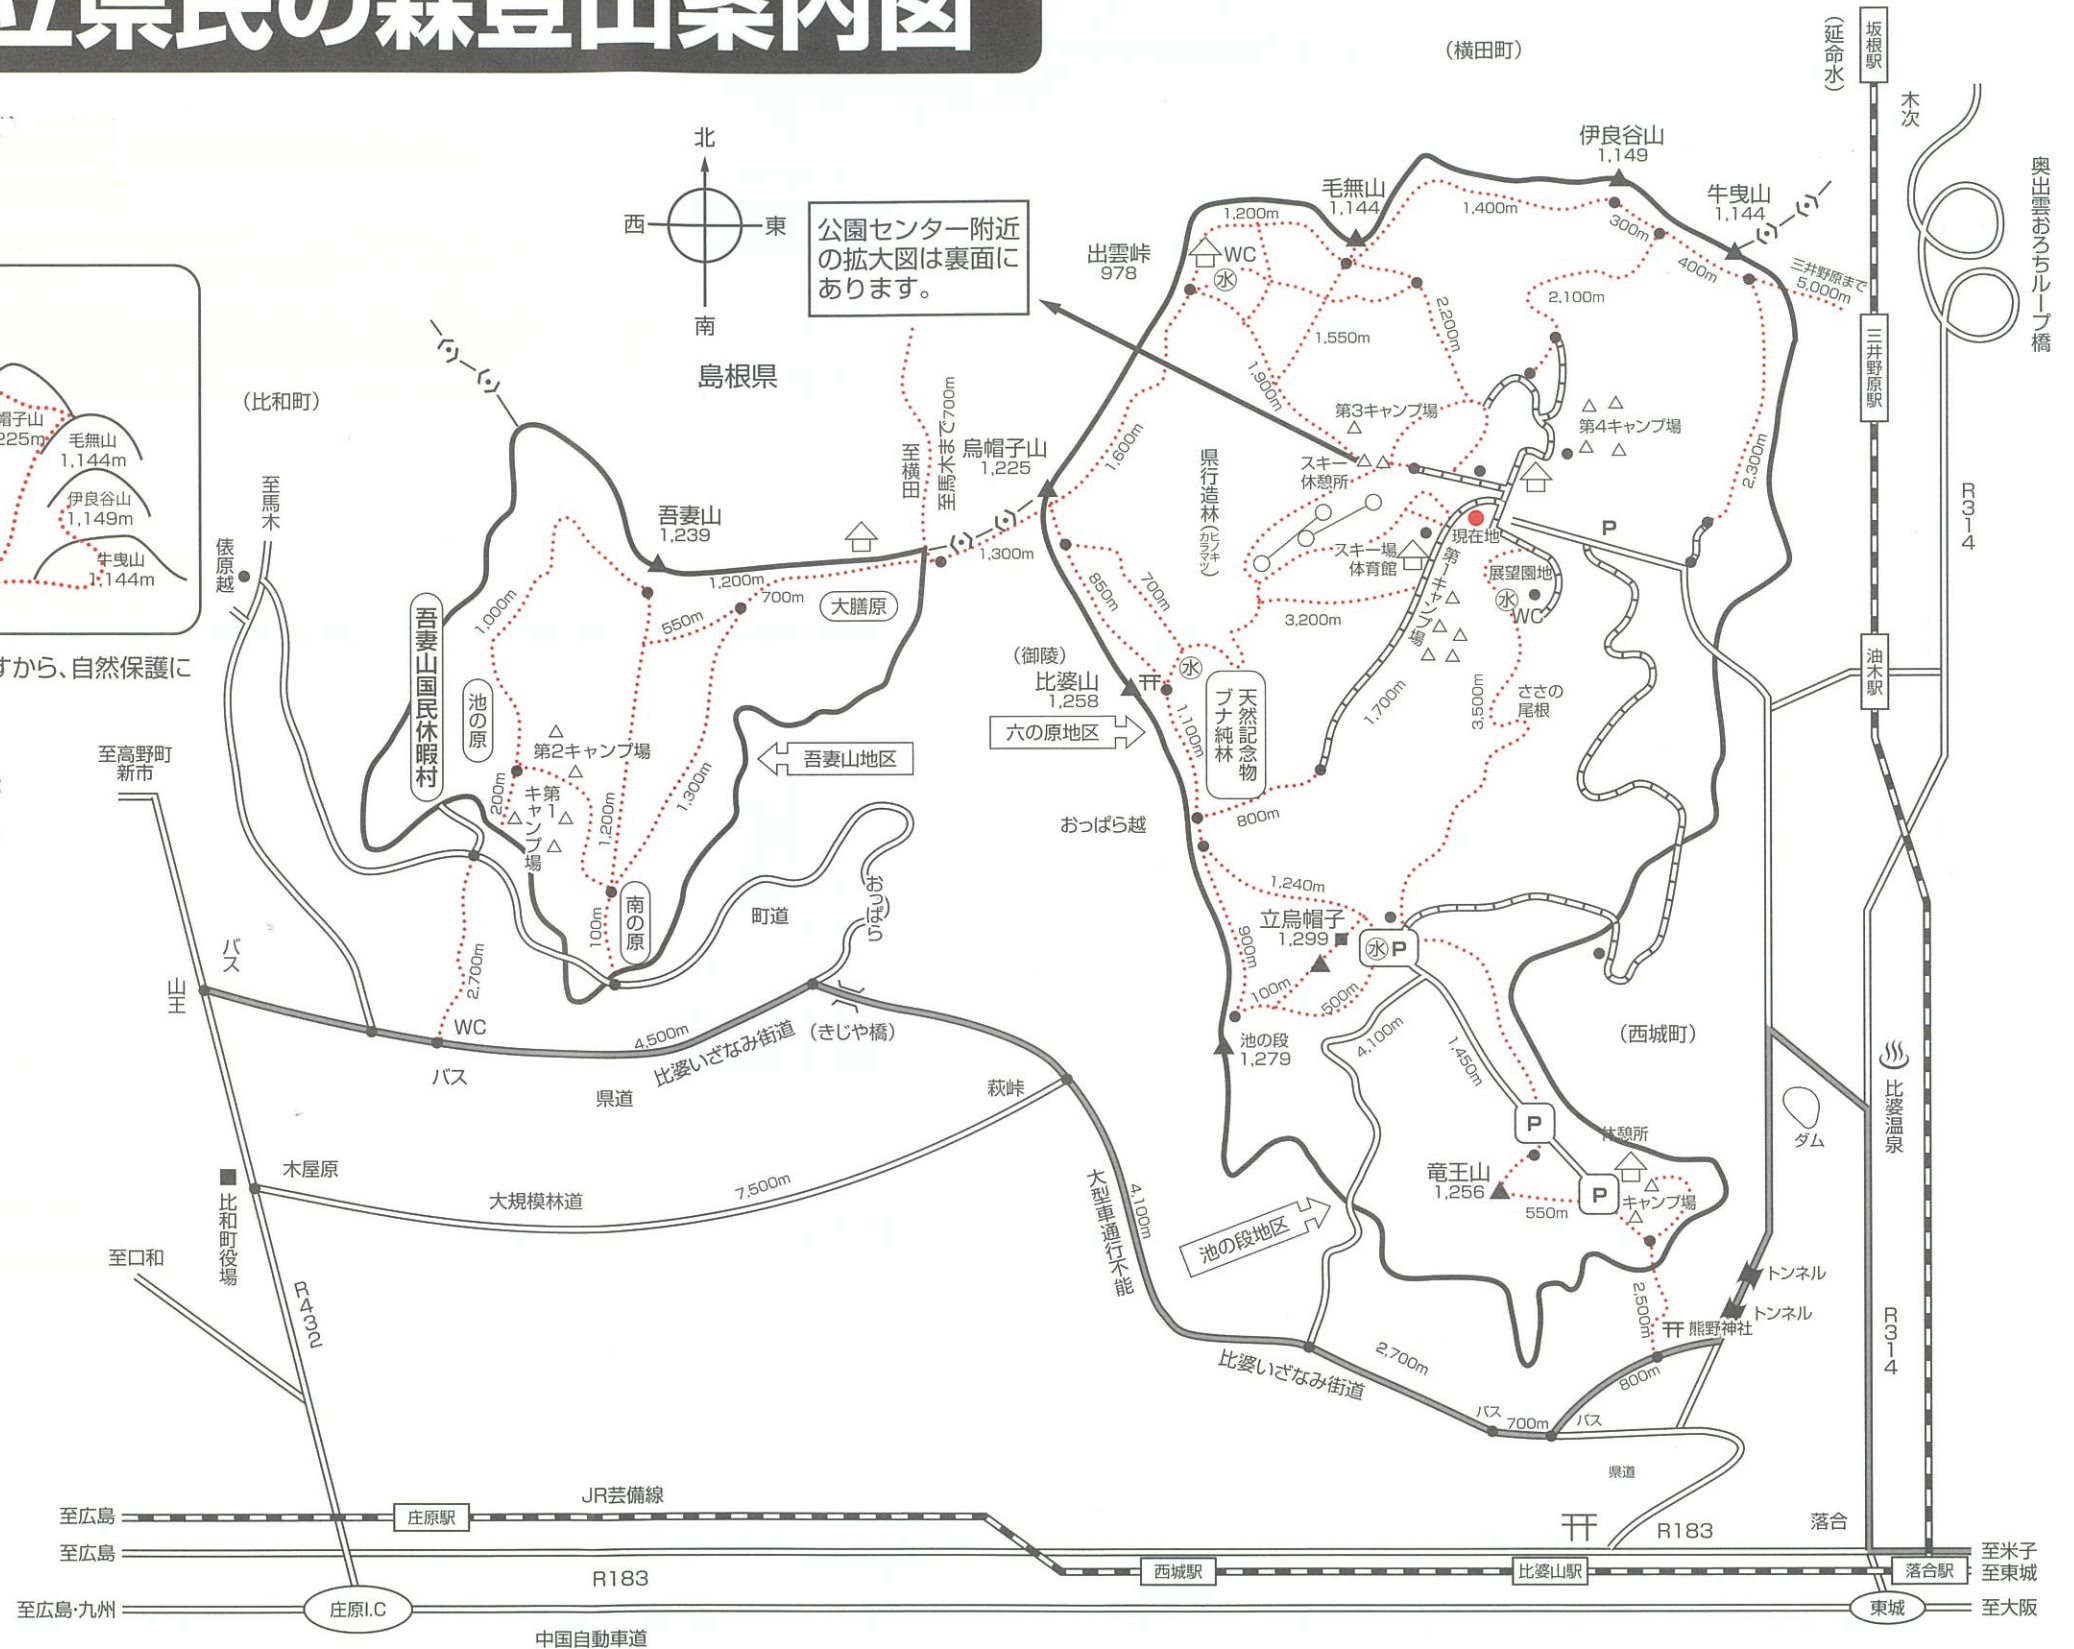 立県民の森登山案内図
(横田町)
(延命水)
坂根駅
木次
奥出雲おろちループ橋
北
西
東
南
公園センター附近
の拡大図は裏面に
あります。
島根県
伊良谷山
1,149
毛無山
1,144
牛曳山
1,144
出雲峠
978
1,200m
WC
水
1,400m
300m
400m
三井野原まで
5,000m
2,100m
2,200m
1,550m
1,900m
1,600m
三井野原駅
帽子山
225m
毛無山
1,144m
伊良谷山
1,149m
牛曳山
1,144m
すから、自然保護に
(比和町)
至馬木
俵原越
吾妻山
1,239
至横田
至馬木まで700m
烏帽子山
1,225
1,300m
1,200m
700m
550m
大膳原
1,000m
吾妻山国民休暇村
池の原
第2キャンプ場
200m
第1
キャンプ場
1,200m
1,300m
吾妻山地区
南の原
100m
町道
おっぱら
県行造林
(ヒノキ
カラマツ)
第3キャンプ場
スキー
休憩所
第4キャンプ場
2,300m
R314
現在地
スキー場
体育館
第1キャンプ場
P
展望園地
水
WC
3,200m
850m
700m
(御陵)
比婆山
1,258
水
六の原地区
1,100m
天然記念物
ブナ純林
1,700m
3,500m
ささの
尾根
油木駅
おっぱら越
800m
1,240m
立烏帽子
1,299
水P
900m
100m
500m
池の段
1,279
4,100m
1,450m
P
(西城町)
至高野町
新市
バス
山王
2,700m
WC
バス
4,500m
比婆いざなみ街道
(きじや橋)
県道
萩峠
木屋原
大規模林道
7,500m
比和町役場
至口和
R432
大型車通行不能
4,100m
池の段地区
竜王山
1,256
550m
P
休憩所
キャンプ場
2,500m
熊野神社
トンネル
トンネル
ダム
比婆温泉
R314
比婆いざなみ街道
2,700m
バス
700m
バス
800m
県道
至広島
庄原駅
JR芸備線
至広島
R183
西城駅
比婆山駅
R183
落合
落合駅
至米子
至東城
至広島・九州
庄原I.C
中国自動車道
東城
至大阪